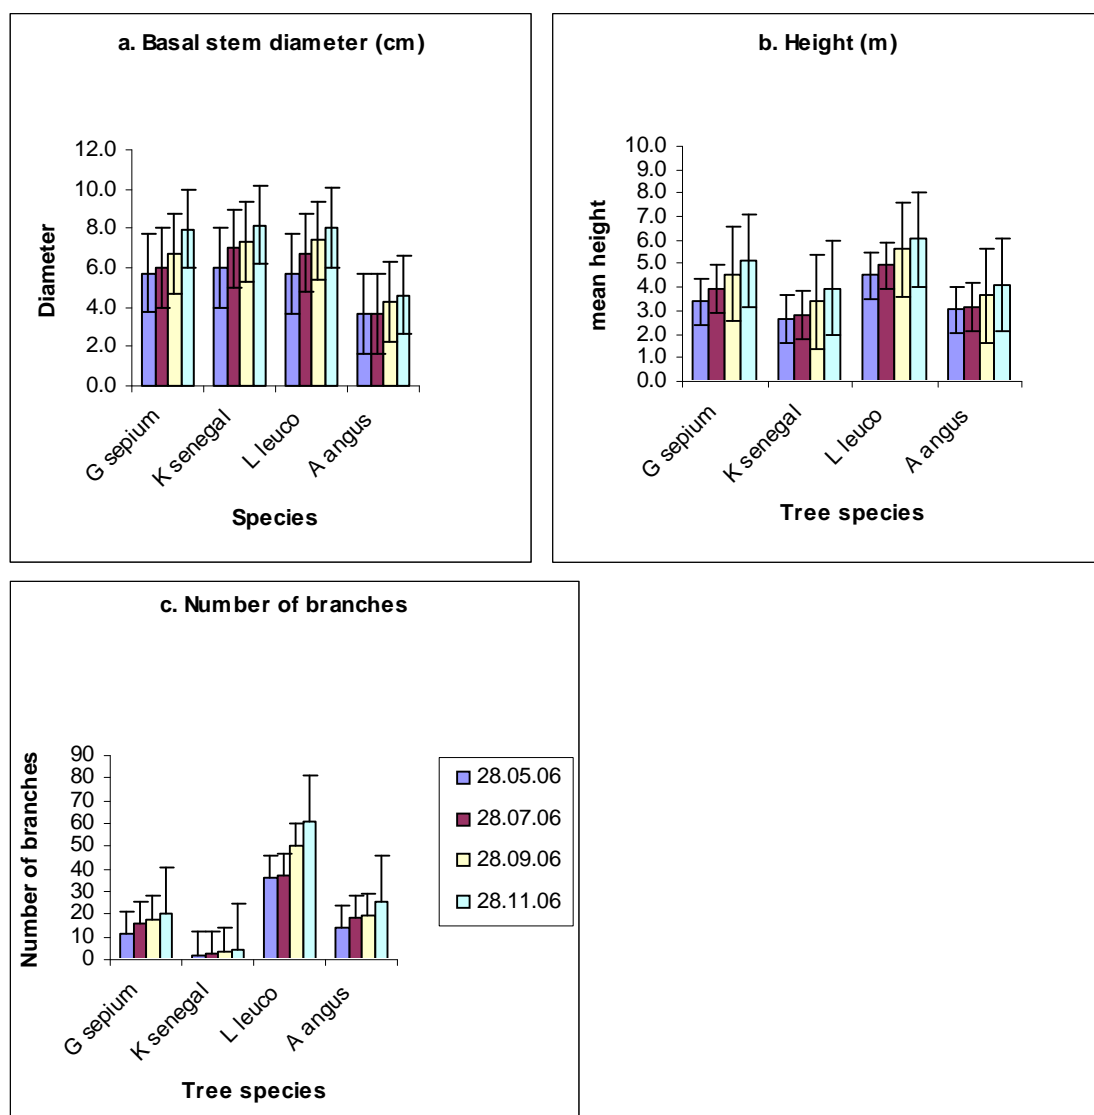 a. Basal stem diameter (cm)
12.0
10.0
8.0
6.0
4.0
2.0
0.0
Diameter
G sepium
K senegal
L leuco
A angus
Species
b. Height (m)
10.0
9.0
8.0
7.0
6.0
5.0
4.0
3.0
2.0
1.0
0.0
mean height
G sepium
K senegal
L leuco
A angus
Tree species
c. Number of branches
90
80
70
60
50
40
30
20
10
0
Number of branches
G sepium
K senegal
L leuco
A angus
Tree species
28.05.06
28.07.06
28.09.06
28.11.06